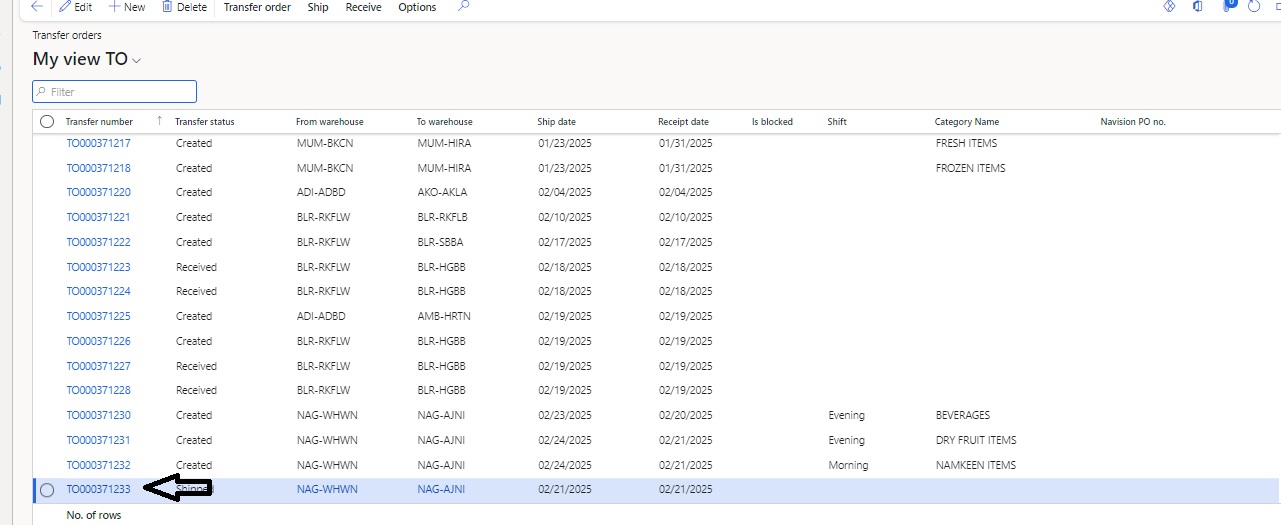 Edit New Delete Transfer order Ship Receive Options 0
Transfer orders
My view TO
Filter
Transfer number Transfer status From warehouse To warehouse Ship date Receipt date Is blocked Shift Category Name Navision PO no.
TO000371217 Created MUM-BKCN MUM-HIRA 01/23/2025 01/31/2025 FRESH ITEMS
TO000371218 Created MUM-BKCN MUM-HIRA 01/23/2025 01/31/2025 FROZEN ITEMS
TO000371220 Created ADI-ADBD AKO-AKLA 02/04/2025 02/04/2025
TO000371221 Created BLR-RKFLW BLR-RKFLB 02/10/2025 02/10/2025
TO000371222 Created BLR-RKFLW BLR-SBBA 02/17/2025 02/17/2025
TO000371223 Received BLR-RKFLW BLR-HGBB 02/18/2025 02/18/2025
TO000371224 Received BLR-RKFLW BLR-HGBB 02/18/2025 02/18/2025
TO000371225 Created ADI-ADBD AMB-HRTN 02/19/2025 02/19/2025
TO000371226 Created BLR-RKFLW BLR-HGBB 02/19/2025 02/19/2025
TO000371227 Received BLR-RKFLW BLR-HGBB 02/19/2025 02/19/2025
TO000371228 Received BLR-RKFLW BLR-HGBB 02/19/2025 02/19/2025
TO000371230 Created NAG-WHWN NAG-AJNI 02/23/2025 02/20/2025 Evening BEVERAGES
TO000371231 Created NAG-WHWN NAG-AJNI 02/24/2025 02/21/2025 Evening DRY FRUIT ITEMS
TO000371232 Created NAG-WHWN NAG-AJNI 02/24/2025 02/21/2025 Morning NAMKEEN ITEMS
TO000371233 Shipped NAG-WHWN NAG-AJNI 02/21/2025 02/21/2025
No. of rows